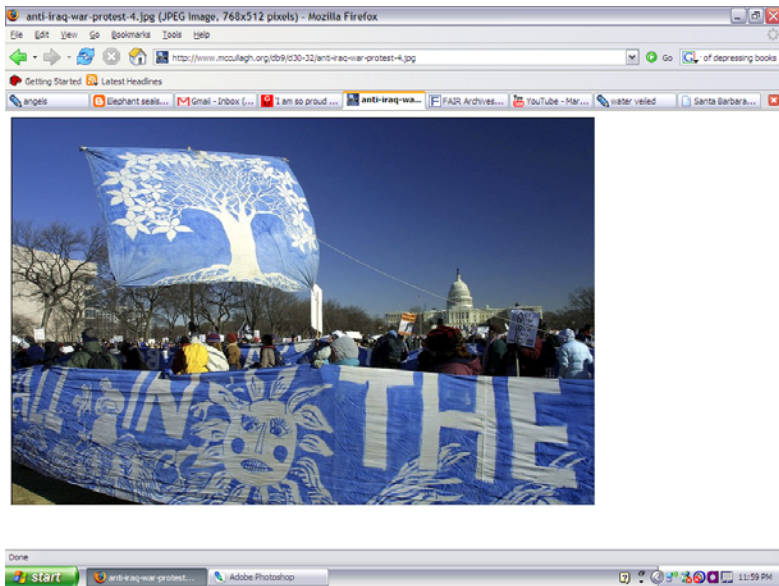 anti-iraq-war-protest-4.jpg (JPEG Image, 768x512 pixels) - Mozilla Firefox
File Edit View Go Bookmarks Tools Help
http://www.mccullagh.org/db9/d30-32/anti-iraq-war-protest-4.jpg Go of depressing books
Getting Started Latest Headlines
angels Elephant seals... Gmail - Inbox (... "I am so proud ... anti-iraq-wa... FAIR Archives... YouTube - Mar... water veiled Santa Barbara...
ALL IN THE
Done
start anti-iraq-war-protest... Adobe Photoshop 11:59 PM